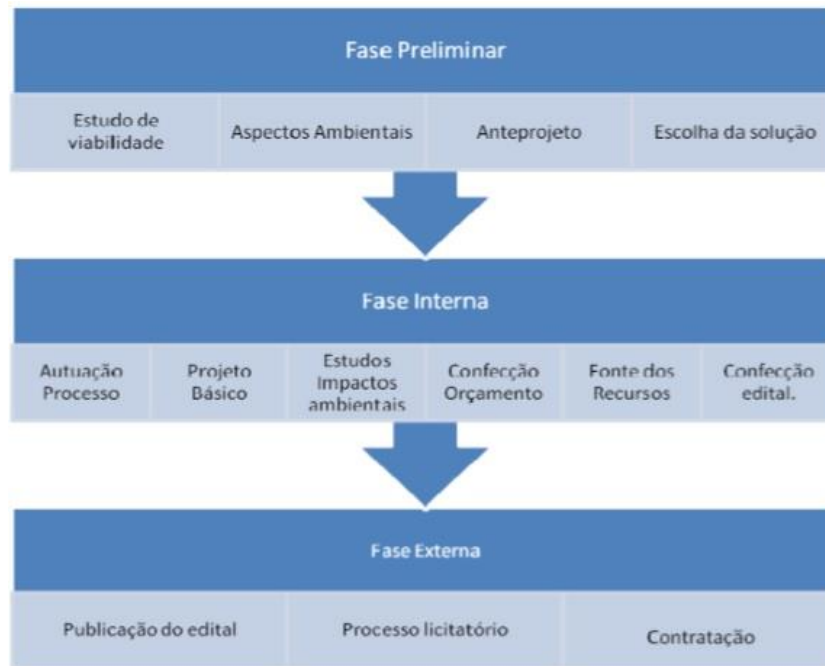 Fase Preliminar
Estudo de
viabilidade
Aspectos Ambientais
Anteprojeto
Escolha da solução
Fase Interna
Autuação
Processo
Projeto
Básico
Estudos
Impactos
ambientais
Confecção
Orçamento
Fonte dos
Recursos
Confecção
edital.
Fase Externa
Publicação do edital
Processo licitatório
Contratação